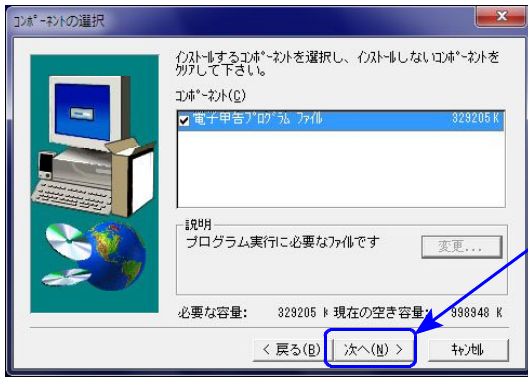 ｺﾝﾎﾟｰﾈﾝﾄの選択
ｲﾝｽﾄｰﾙするｺﾝﾎﾟｰﾈﾝﾄを選択し、ｲﾝｽﾄｰﾙしないｺﾝﾎﾟｰﾈﾝﾄを
ｸﾘｱして下さい。
ｺﾝﾎﾟｰﾈﾝﾄ(C)
電子申告ﾌﾟﾛｸﾞﾗﾑ ﾌｧｲﾙ 329205 K
説明
プログラム実行に必要なﾌｧｲﾙです
変更...
必要な容量: 329205 K 現在の空き容量: 998948 K
< 戻る(B) 次へ(N) > ｷｬﾝｾﾙ